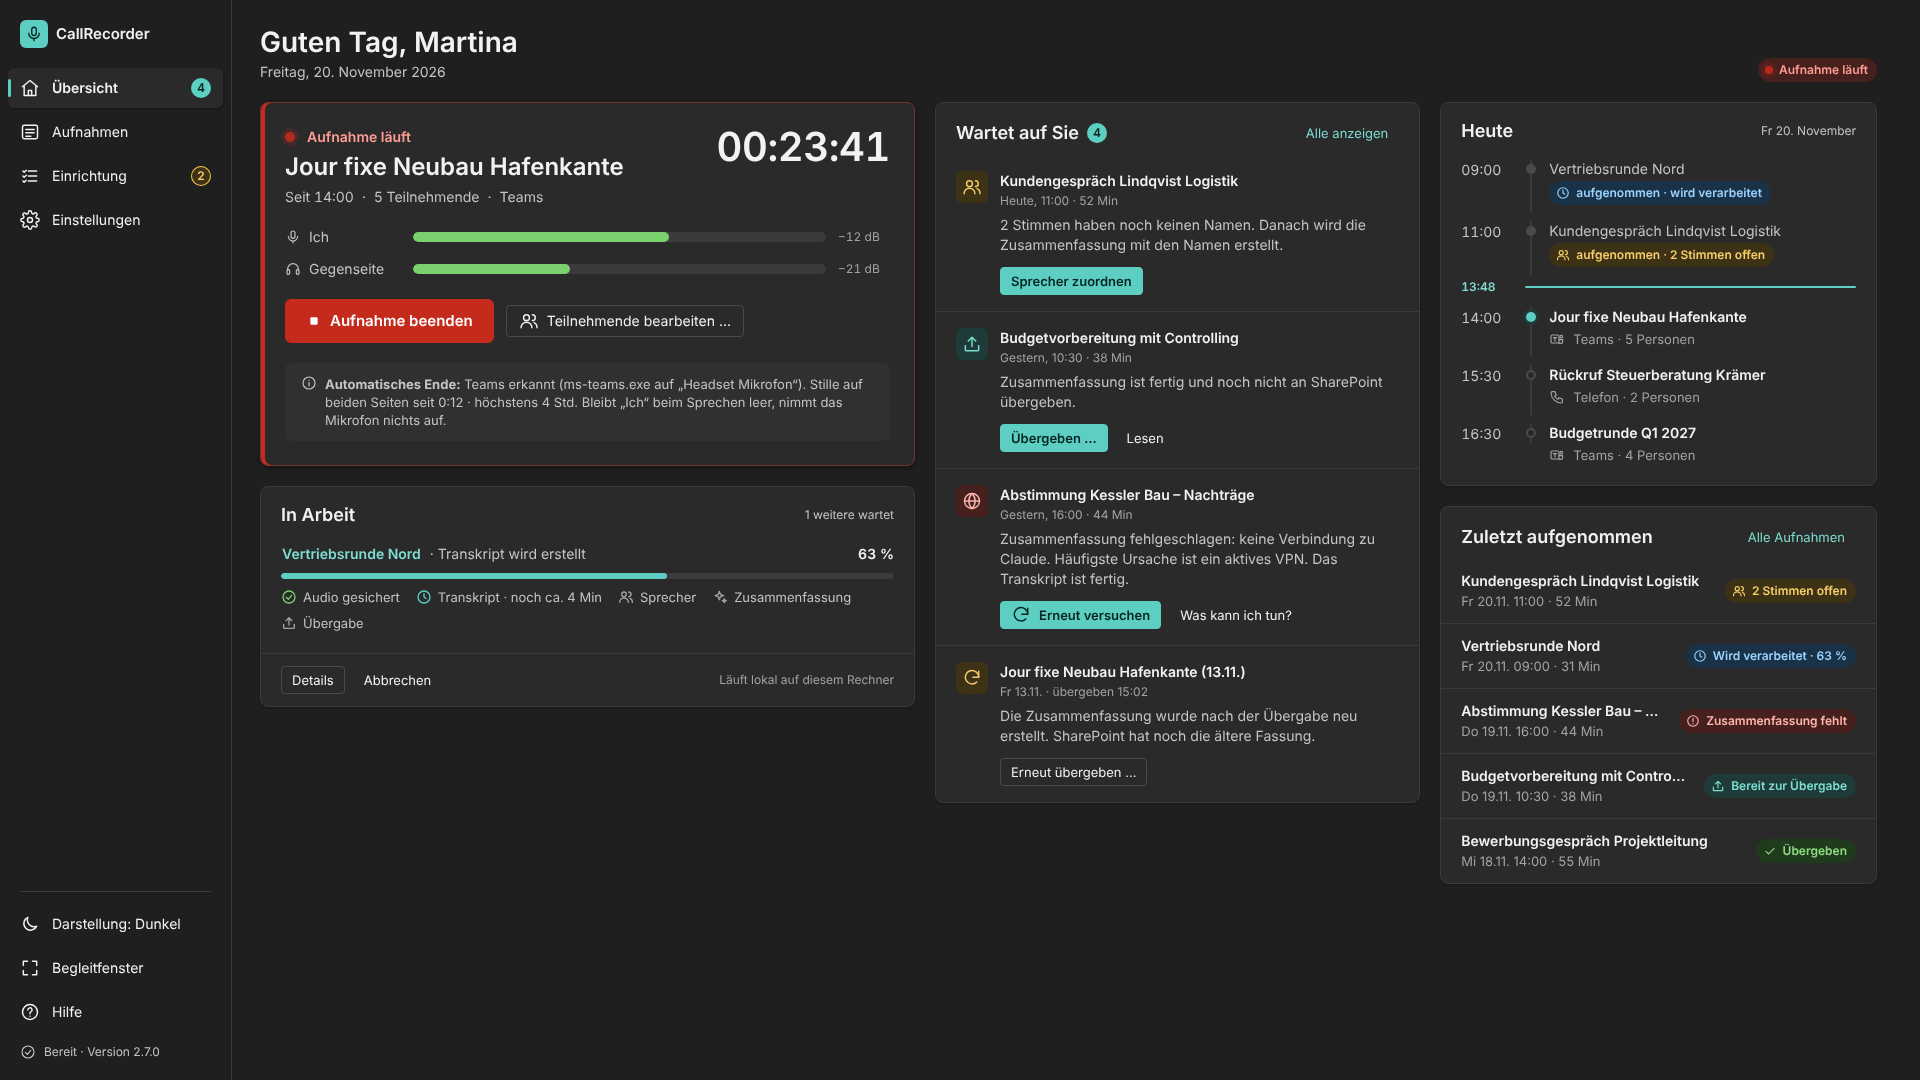 CallRecorder
Übersicht 4
Aufnahmen
Einrichtung 2
Einstellungen
Darstellung: Dunkel
Begleitfenster
Hilfe
Bereit · Version 2.7.0
Guten Tag, Martina
Freitag, 20. November 2026
Aufnahme läuft
Aufnahme läuft
00:23:41
Jour fixe Neubau Hafenkante
Seit 14:00 · 5 Teilnehmende · Teams
Ich −12 dB
Gegenseite −21 dB
Aufnahme beenden
Teilnehmende bearbeiten ...
Automatisches Ende: Teams erkannt (ms-teams.exe auf „Headset Mikrofon“). Stille auf
beiden Seiten seit 0:12 · höchstens 4 Std. Bleibt „Ich“ beim Sprechen leer, nimmt das
Mikrofon nichts auf.
In Arbeit
1 weitere wartet
Vertriebsrunde Nord · Transkript wird erstellt 63 %
Audio gesichert Transkript · noch ca. 4 Min Sprecher Zusammenfassung
Übergabe
Details Abbrechen Läuft lokal auf diesem Rechner
Wartet auf Sie 4 Alle anzeigen
Kundengespräch Lindqvist Logistik
Heute, 11:00 · 52 Min
2 Stimmen haben noch keinen Namen. Danach wird die
Zusammenfassung mit den Namen erstellt.
Sprecher zuordnen
Budgetvorbereitung mit Controlling
Gestern, 10:30 · 38 Min
Zusammenfassung ist fertig und noch nicht an SharePoint
übergeben.
Übergeben ... Lesen
Abstimmung Kessler Bau – Nachträge
Gestern, 16:00 · 44 Min
Zusammenfassung fehlgeschlagen: keine Verbindung zu
Claude. Häufigste Ursache ist ein aktives VPN. Das
Transkript ist fertig.
Erneut versuchen Was kann ich tun?
Jour fixe Neubau Hafenkante (13.11.)
Fr 13.11. · übergeben 15:02
Die Zusammenfassung wurde nach der Übergabe neu
erstellt. SharePoint hat noch die ältere Fassung.
Erneut übergeben ...
Heute Fr 20. November
09:00 Vertriebsrunde Nord
aufgenommen · wird verarbeitet
11:00 Kundengespräch Lindqvist Logistik
aufgenommen · 2 Stimmen offen
13:48
14:00 Jour fixe Neubau Hafenkante
Teams · 5 Personen
15:30 Rückruf Steuerberatung Krämer
Telefon · 2 Personen
16:30 Budgetrunde Q1 2027
Teams · 4 Personen
Zuletzt aufgenommen Alle Aufnahmen
Kundengespräch Lindqvist Logistik
Fr 20.11. 11:00 · 52 Min
2 Stimmen offen
Vertriebsrunde Nord
Fr 20.11. 09:00 · 31 Min
Wird verarbeitet · 63 %
Abstimmung Kessler Bau – ...
Do 19.11. 16:00 · 44 Min
Zusammenfassung fehlt
Budgetvorbereitung mit Contro...
Do 19.11. 10:30 · 38 Min
Bereit zur Übergabe
Bewerbungsgespräch Projektleitung
Mi 18.11. 14:00 · 55 Min
Übergeben